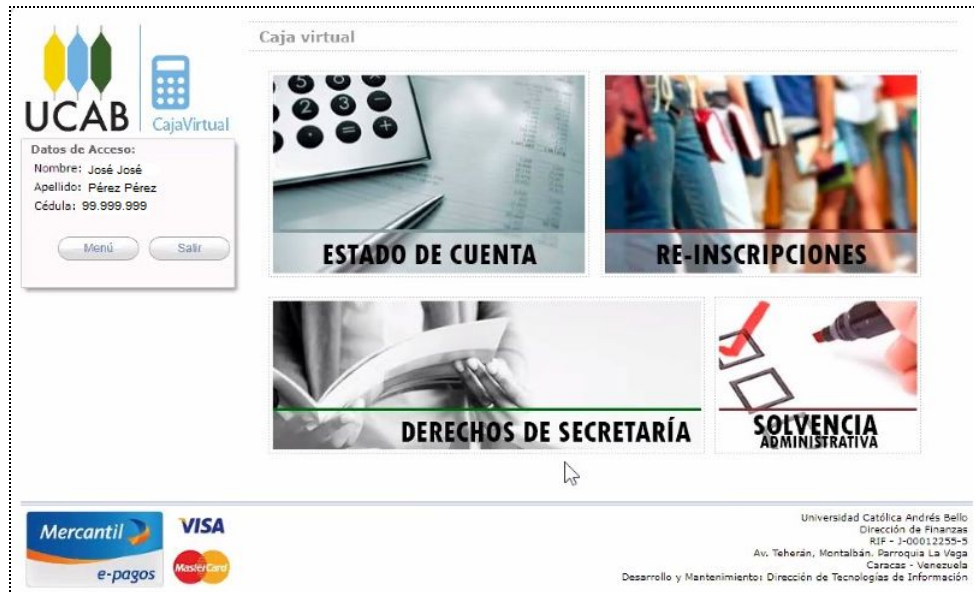 Caja virtual
UCAB
CajaVirtual
Datos de Acceso:
Nombre: José José
Apellido: Pérez Pérez
Cédula: 99.999.999
Menú
Salir
ESTADO DE CUENTA
RE-INSCRIPCIONES
DERECHOS DE SECRETARÍA
SOLVENCIA
ADMINISTRATIVA
Mercantil
e-pagos
VISA
MasterCard
Universidad Católica Andrés Bello
Dirección de Finanzas
RIF - J-00012255-5
Av. Teherán, Montalbán. Parroquia La Vega
Caracas - Venezuela
Desarrollo y Mantenimiento: Dirección de Tecnologías de Información